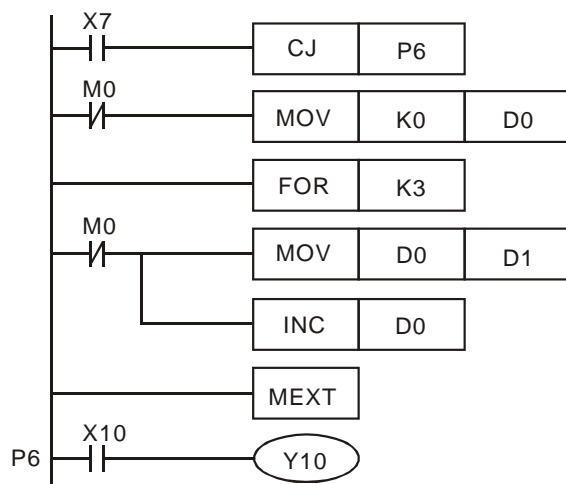 X7
CJ P6
M0
MOV K0 D0
FOR K3
M0
MOV D0 D1
INC D0
MEXT
X10
P6 Y10